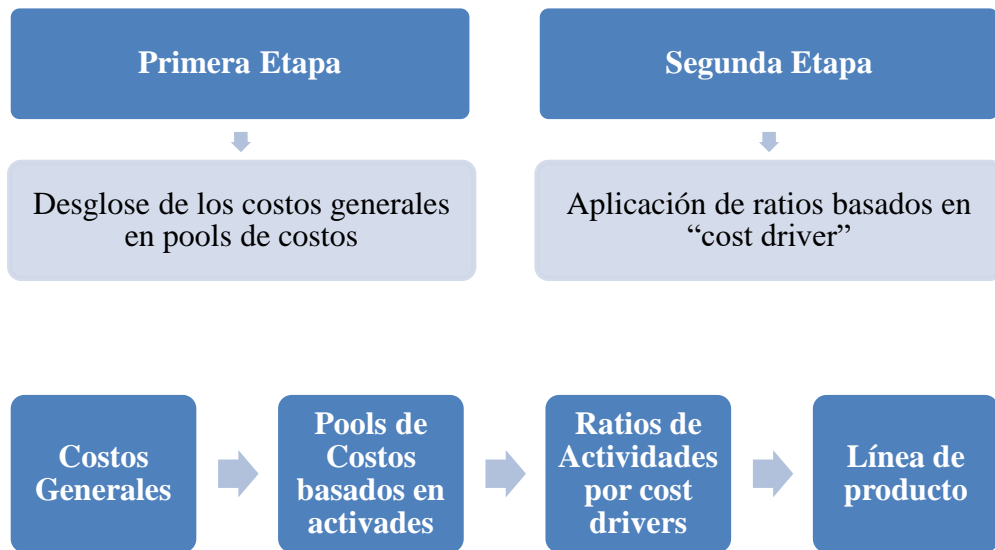 Primera Etapa
Segunda Etapa
Desglose de los costos generales
en pools de costos
Aplicación de ratios basados en
“cost driver”
Costos
Generales
Pools de
Costos
basados en
activades
Ratios de
Actividades
por cost
drivers
Línea de
producto